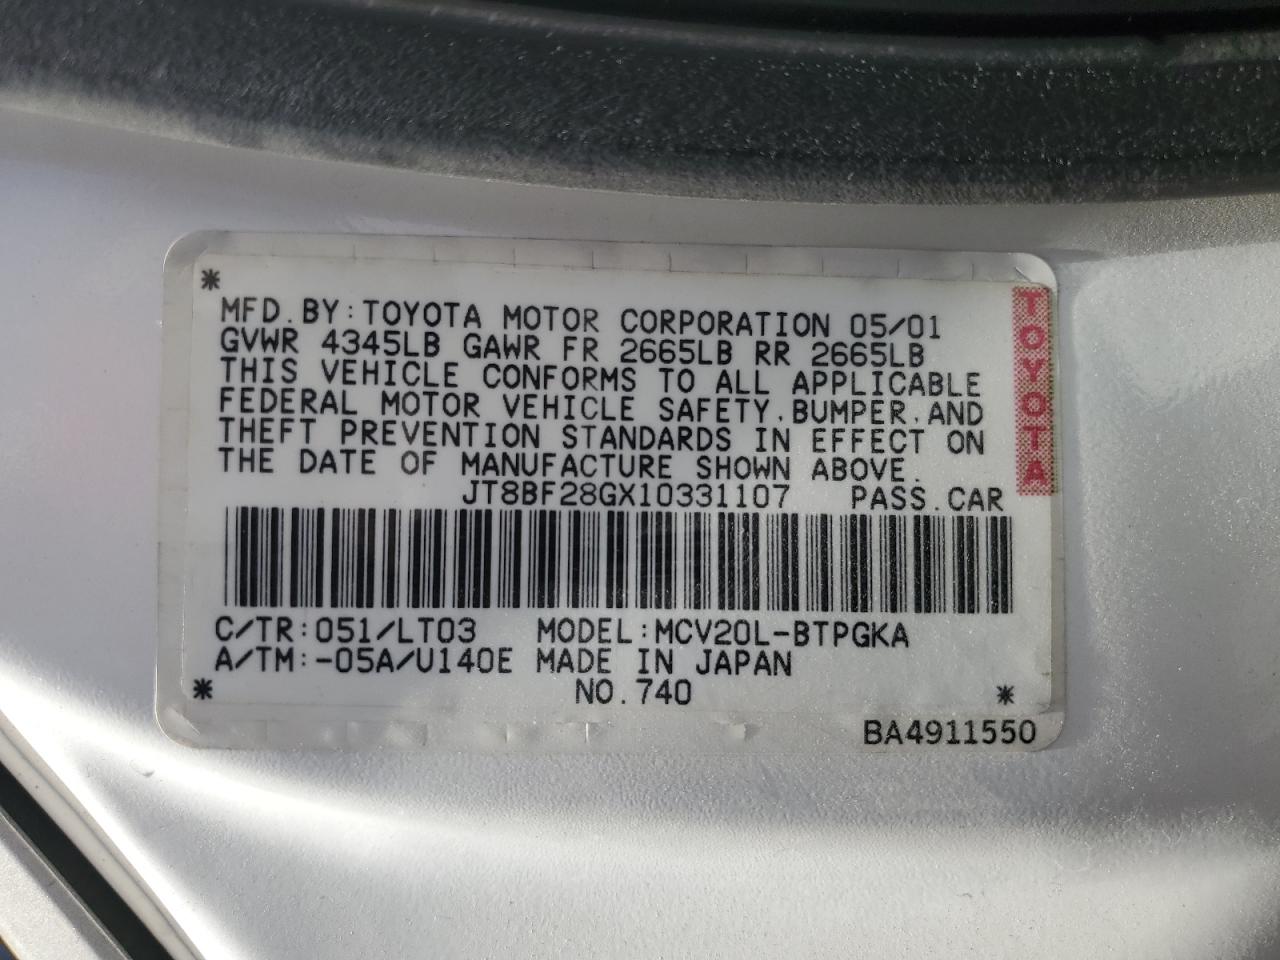 MFD. BY: TOYOTA MOTOR CORPORATION 05/01
GVWR 4345LB GAWR FR 2665LB RR 2665LB
THIS VEHICLE CONFORMS TO ALL APPLICABLE
FEDERAL MOTOR VEHICLE SAFETY, BUMPER, AND
THEFT PREVENTION STANDARDS IN EFFECT ON
THE DATE OF MANUFACTURE SHOWN ABOVE.
JT8BF28GX10331107 PASS. CAR
TOYOTA
C/TR: 051/LT03 MODEL: MCV20L-BTPGKA
A/TM: -05A/U140E MADE IN JAPAN
NO. 740
BA4911550